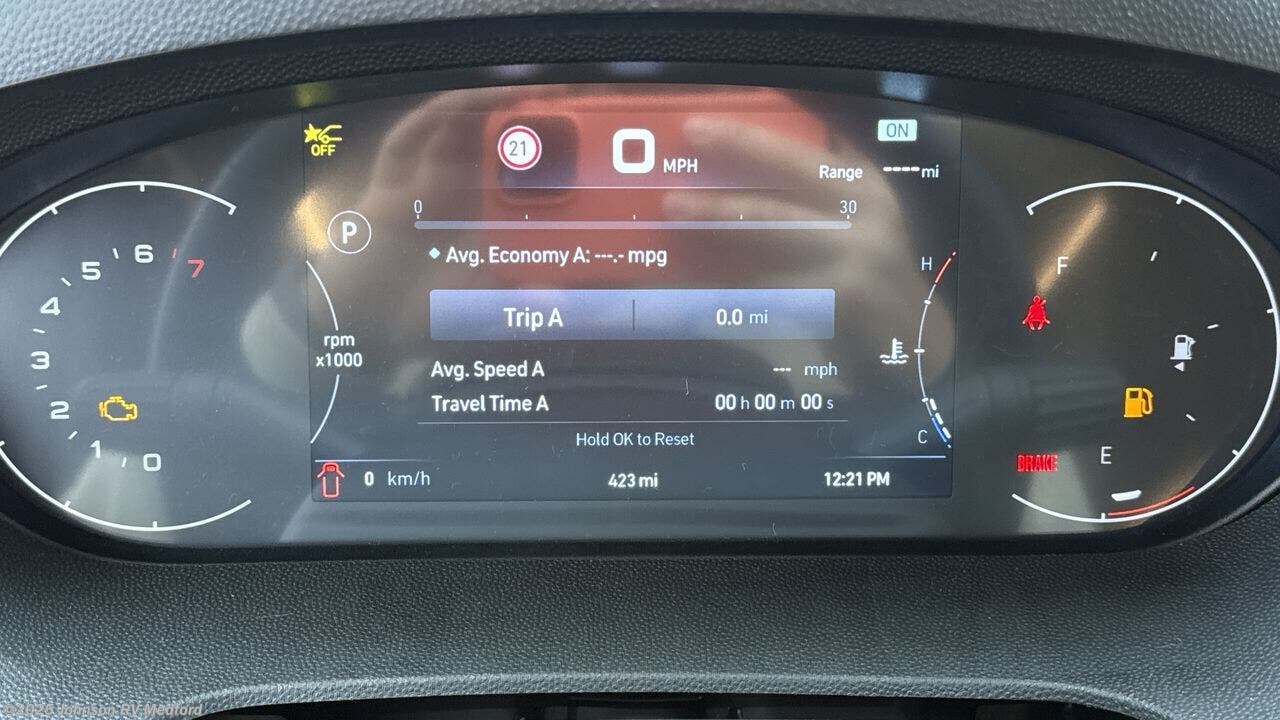 OFF
21
0 MPH
ON
Range ---- mi
0 30
P
Avg. Economy A: ---.- mpg
Trip A 0.0 mi
Avg. Speed A --- mph
Travel Time A 00 h 00 m 00 s
Hold OK to Reset
0 km/h 423 mi 12:21 PM
0 1 2 3 4 5 6 7
rpm
x1000
H
C
F
E
BRAKE
©2025 Johnson RV Medford